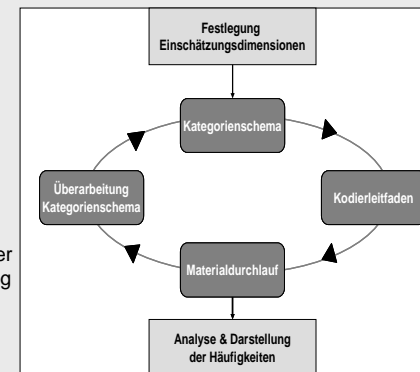 Festlegung
Einschätzungsdimensionen
Kategorienschema
Überarbeitung
Kategorienschema
Kodierleitfaden
er
g
Materialdurchlauf
Analyse & Darstellung
der Häufigkeiten